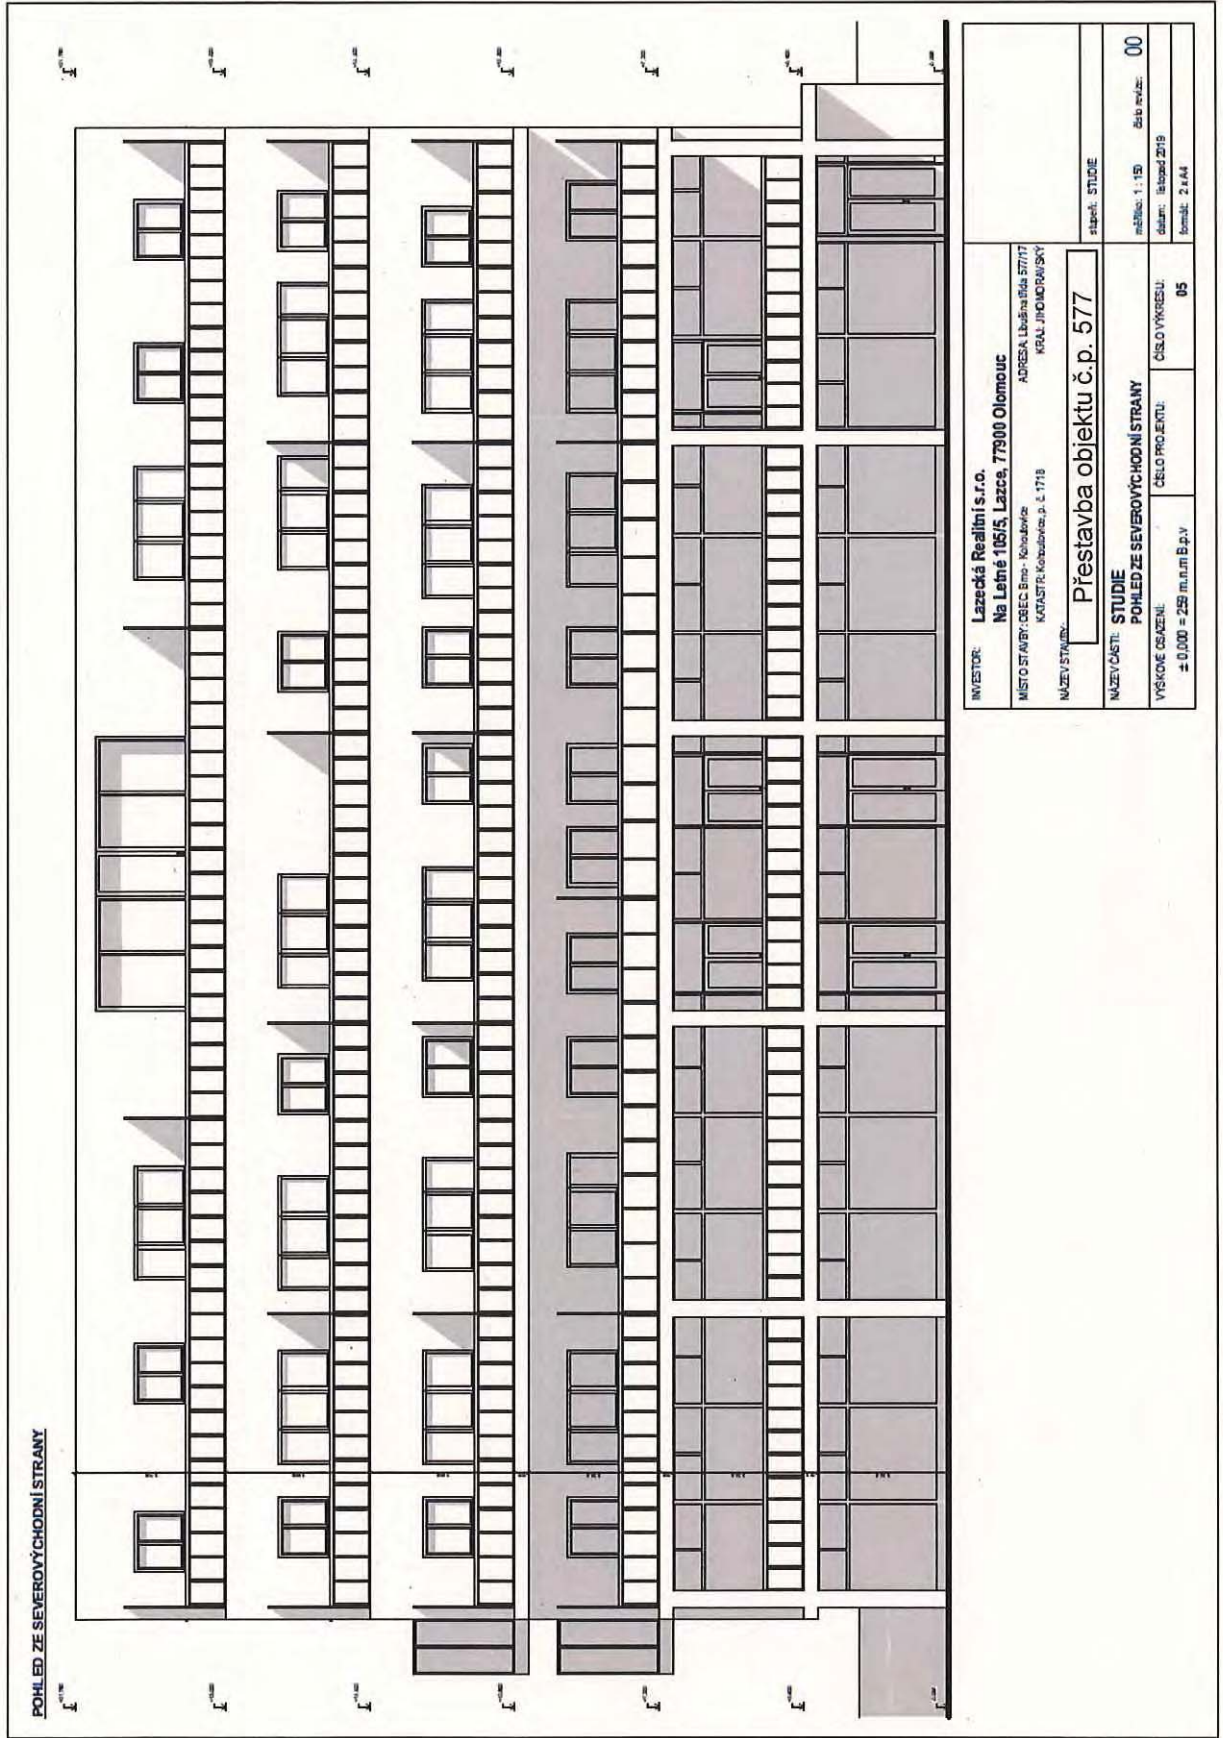 POHLED ZE SEVEROVÝCHODNÍ STRANY
INVESTOR: Lazecká Realitní s.r.o.
Na Letné 105/5, Lazce, 77900 Olomouc
MÍSTO STAVBY: OBEC: Brno - Kohoutovice ADRESA: Libušina třída 577/17
KATASTR: Kohoutovice, p. č. 1718 KRAJ: JIHOMORAVSKÝ
NÁZEV STAVBY:
Přestavba objektu č.p. 577
stupeň: STUDIE
NÁZEV ČÁSTI: STUDIE
POHLED ZE SEVEROVÝCHODNÍ STRANY
měřítko: 1 : 150 číslo revize: 00
VÝŠKOVÉ OSAZENÍ: ČÍSLO PROJEKTU: ČÍSLO VÝKRESU: datum: listopad 2019
± 0,000 = 259 m.n.m B.p.v 05 formát: 2 x A4